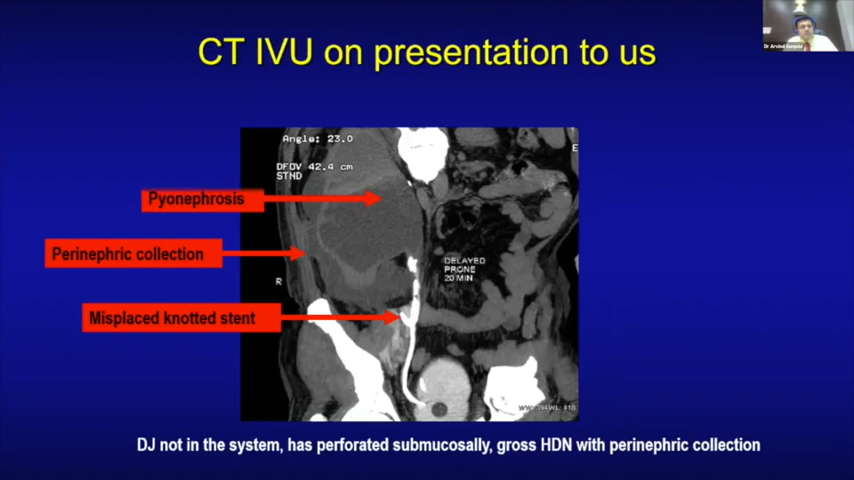 CT IVU on presentation to us
Angle: 23.0
DFOV 42.4 cm
STND
E
Pyonephrosis
Perinephric collection
DELAYED
PRONE
20 MIN
R
Misplaced knotted stent
DJ not in the system, has perforated submucosally, gross HDN with perinephric collection